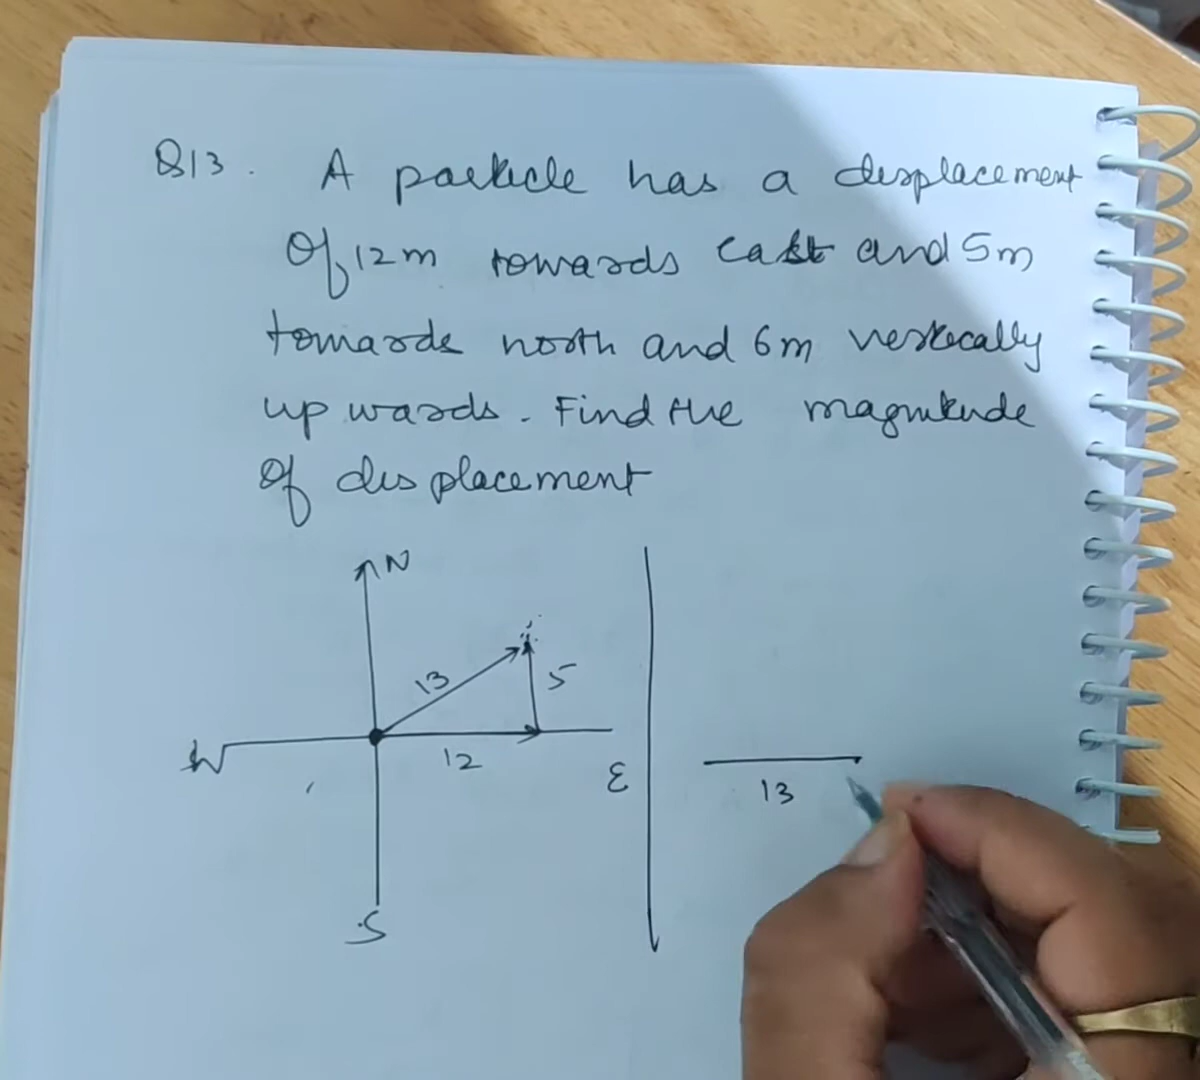 Q13. A particle has a displacement
Of 12m towards east and 5m
towards north and 6m vertically
upwards. Find the magnitude
of displacement
N
13
5
W
12
E
13
S